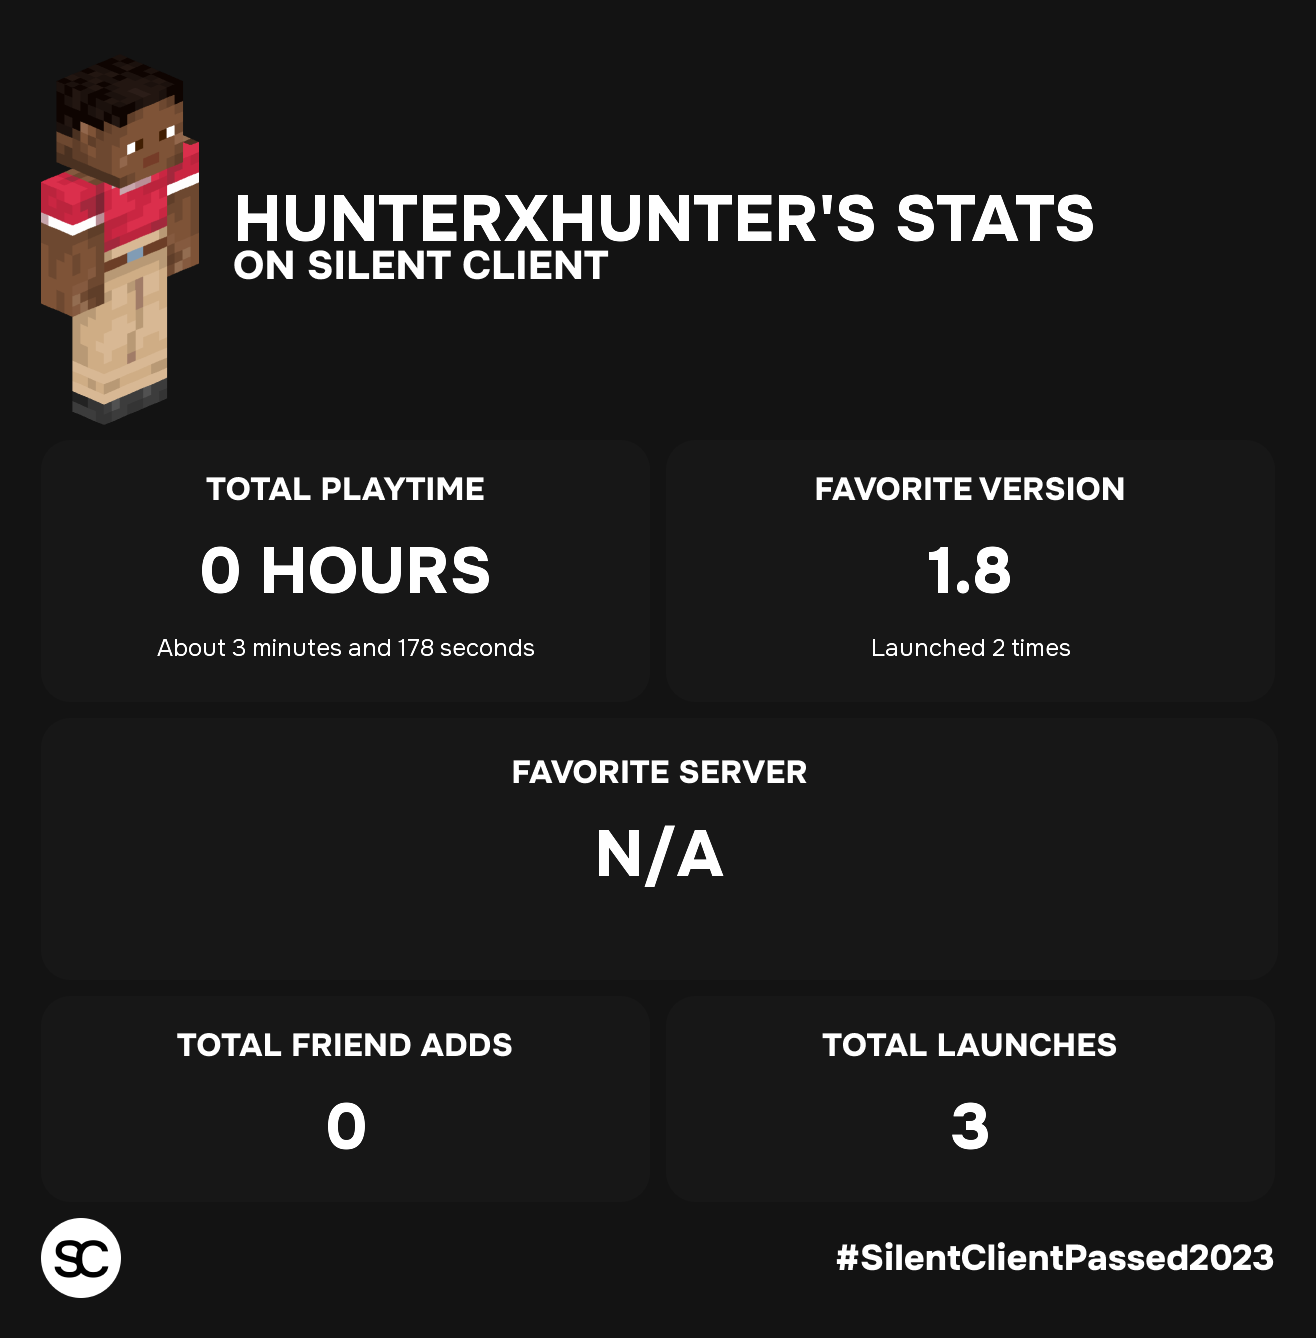 HUNTERXHUNTER'S STATS
ON SILENT CLIENT
TOTAL PLAYTIME
0 HOURS
About 3 minutes and 178 seconds
FAVORITE VERSION
1.8
Launched 2 times
FAVORITE SERVER
N/A
TOTAL FRIEND ADDS
0
TOTAL LAUNCHES
3
SC
#SilentClientPassed2023